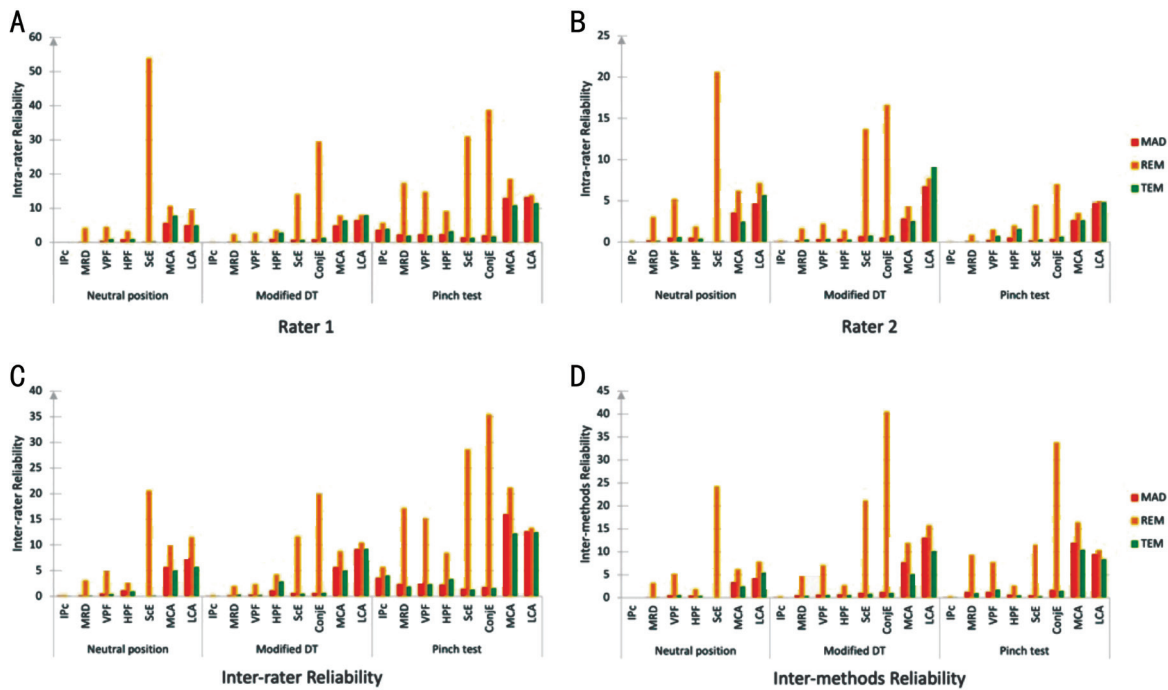 A
Intra-rater Reliability
60
50
40
30
20
10
0
IPc MRD VPF HPF ScE MCA LCA IPc MRD VPF HPF ScE ConjE MCA LCA IPc MRD VPF HPF ScE ConjE MCA LCA
Neutral position Modified DT Pinch test
Rater 1
B
Intra-rater Reliability
25
20
15
10
5
0
IPc MRD VPF HPF ScE MCA LCA IPc MRD VPF HPF ScE ConjE MCA LCA IPc MRD VPF HPF ScE ConjE MCA LCA
Neutral position Modified DT Pinch test
Rater 2
MAD
REM
TEM
C
Inter-rater Reliability
40
35
30
25
20
15
10
5
0
IPc MRD VPF HPF ScE MCA LCA IPc MRD VPF HPF ScE ConjE MCA LCA IPc MRD VPF HPF ScE ConjE MCA LCA
Neutral position Modified DT Pinch test
Inter-rater Reliability
D
Inter-methods Reliability
45
40
35
30
25
20
15
10
5
0
IPc MRD VPF HPF ScE MCA LCA IPc MRD VPF HPF ScE ConjE MCA LCA IPc MRD VPF HPF ScE ConjE MCA LCA
Neutral position Modified DT Pinch test
Inter-methods Reliability
MAD
REM
TEM